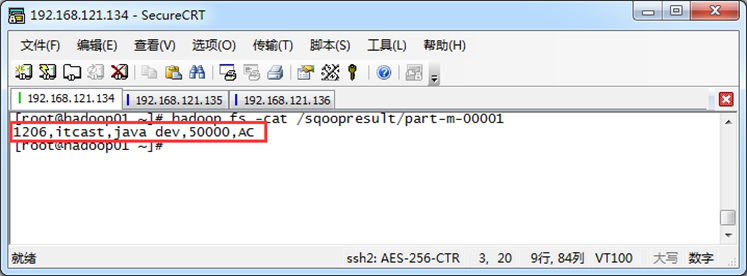 192.168.121.134 - SecureCRT
文件(F) 编辑(E) 查看(V) 选项(O) 传输(T) 脚本(S) 工具(L) 帮助(H)
192.168.121.134 192.168.121.135 192.168.121.136
[root@hadoop01 ~]# hadoop fs -cat /sqoopresult/part-m-00001
1206,itcast,java dev,50000,AC
[root@hadoop01 ~]#
就绪 ssh2: AES-256-CTR 3, 20 9行, 84列 VT100 大写 数字